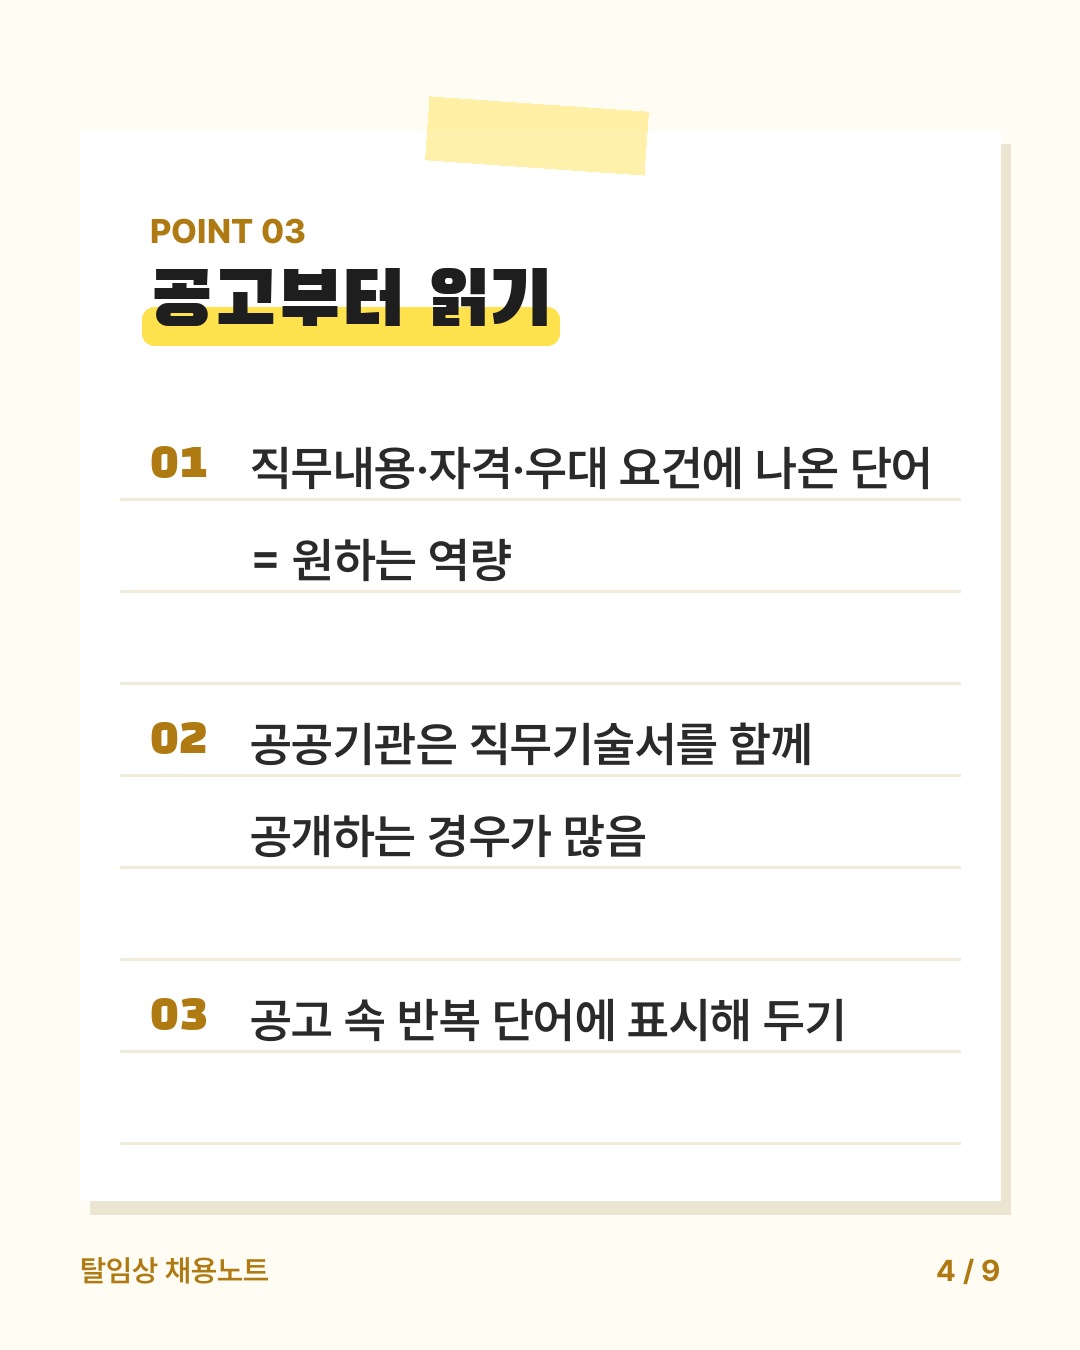 POINT 03
공고부터 읽기
01 직무내용·자격·우대 요건에 나온 단어
= 원하는 역량
02 공공기관은 직무기술서를 함께
공개하는 경우가 많음
03 공고 속 반복 단어에 표시해 두기
탈임상 채용노트
4 / 9